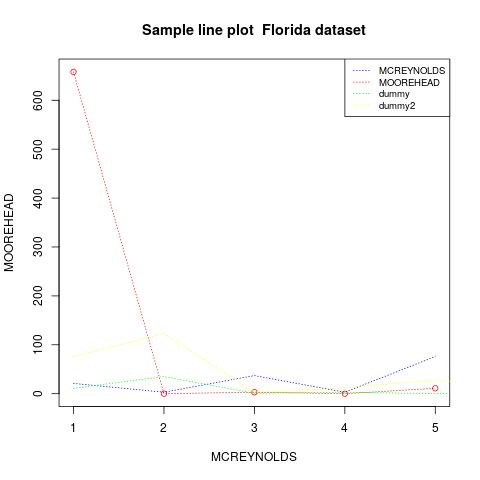 Sample line plot  Florida dataset
MCREYNOLDS
MOOREHEAD
dummy
dummy2
MOOREHEAD
600
500
400
300
200
100
0
1 2 3 4 5
MCREYNOLDS